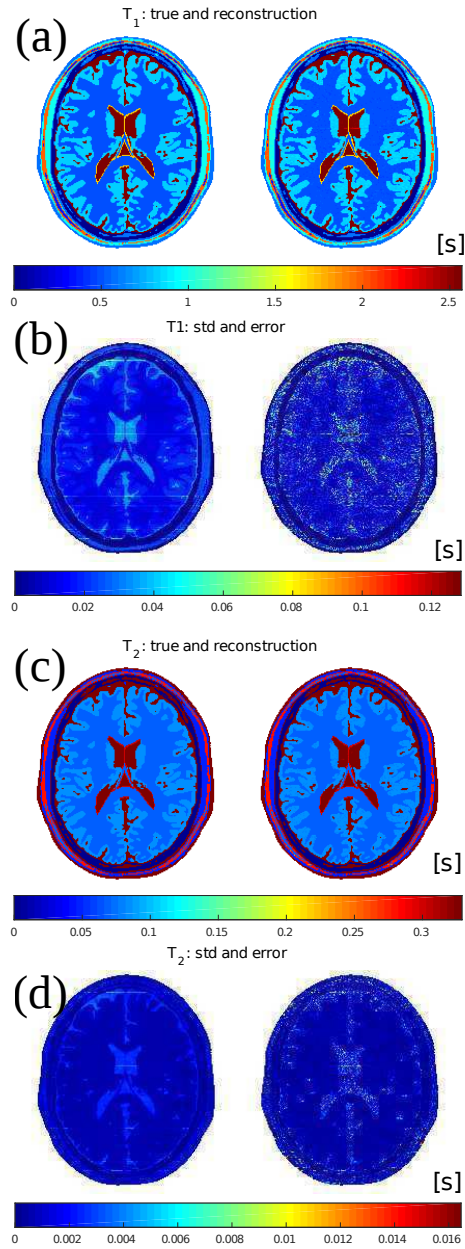 (a)
T₁: true and reconstruction
[s]
0 0.5 1 1.5 2 2.5
(b)
T1: std and error
[s]
0 0.02 0.04 0.06 0.08 0.1 0.12
(c)
T₂: true and reconstruction
[s]
0 0.05 0.1 0.15 0.2 0.25 0.3
T₂: std and error
(d)
[s]
0 0.002 0.004 0.006 0.008 0.01 0.012 0.014 0.016